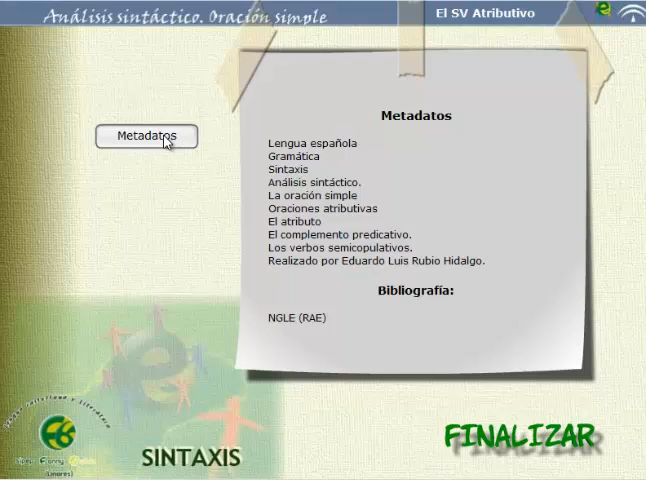 Análisis sintáctico. Oración simple
El SV Atributivo
Metadatos
Metadatos
Lengua española
Gramática
Sintaxis
Análisis sintáctico.
La oración simple
Oraciones atributivas
El atributo
El complemento predicativo.
Los verbos semicopulativos.
Realizado por Eduardo Luis Rubio Hidalgo.
Bibliografía:
NGLE (RAE)
(Linares)
SINTAXIS
FINALIZAR